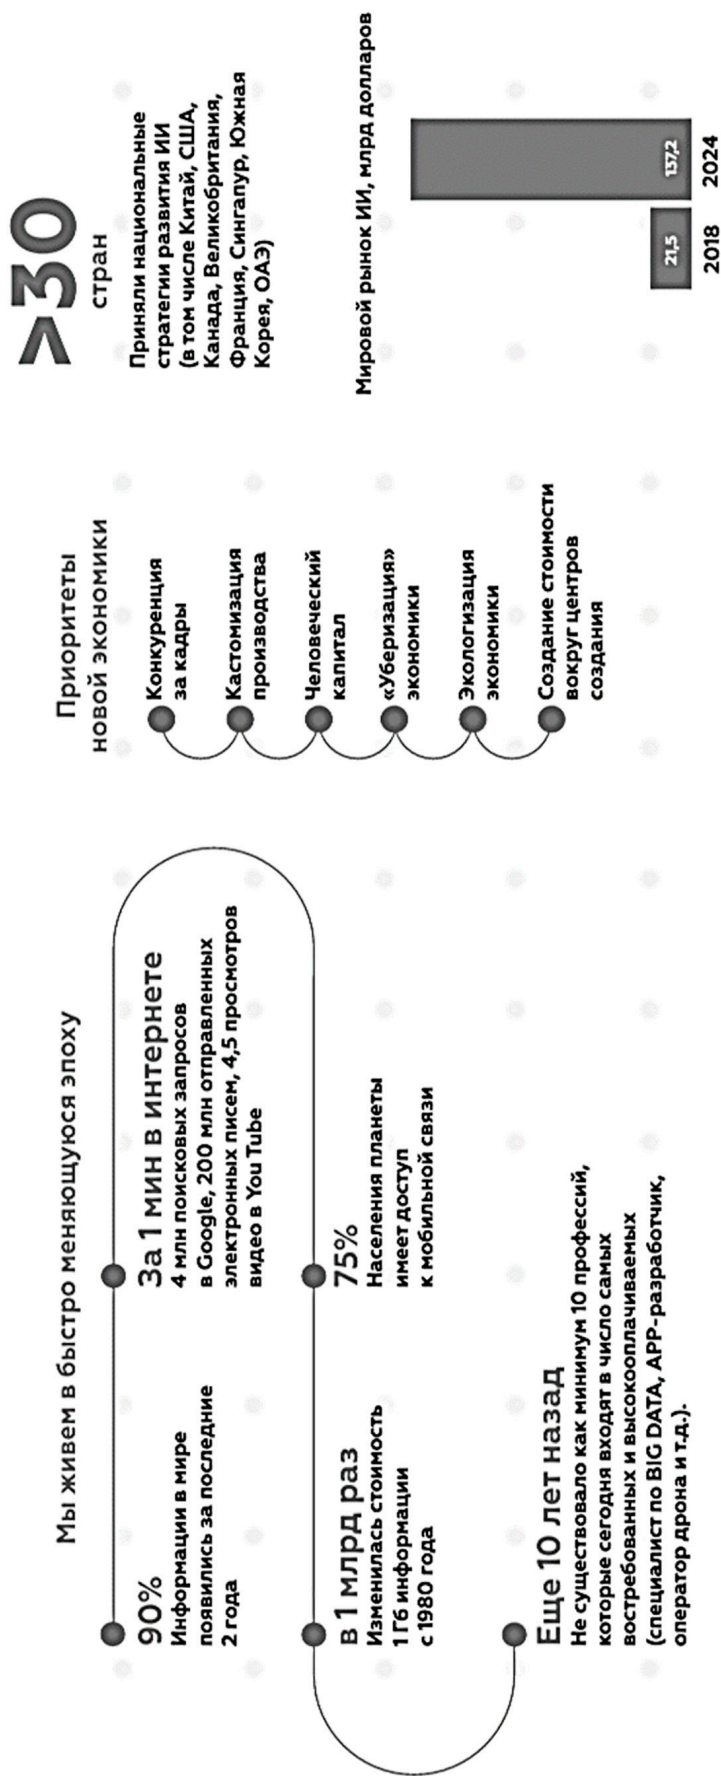 Мы живем в быстро меняющуюся эпоху
90%
Информации в мире
появились за последние
2 года
За 1 мин в интернете
4 млн поисковых запросов
в Google, 200 млн отправленных
электронных писем, 4,5 просмотров
видео в You Tube
в 1 млрд раз
Изменилась стоимость
1 Гб информации
с 1980 года
75%
Населения планеты
имеет доступ
к мобильной связи
Еще 10 лет назад
Не существовало как минимум 10 профессий,
которые сегодня входят в число самых
востребованных и высокооплачиваемых
(специалист по BIG DATA, APP-разработчик,
оператор дрона и т.д.).
Приоритеты
новой экономики
Конкуренция
за кадры
Кастомизация
производства
Человеческий
капитал
«Уберизация»
экономики
Экологизация
экономики
Создание стоимости
вокруг центров
создания
>30
стран
Приняли национальные
стратегии развития ИИ
(в том числе Китай, США,
Канада, Великобритания,
Франция, Сингапур, Южная
Корея, ОАЭ)
Мировой рынок ИИ, млрд долларов
21,5
137,2
2018
2024